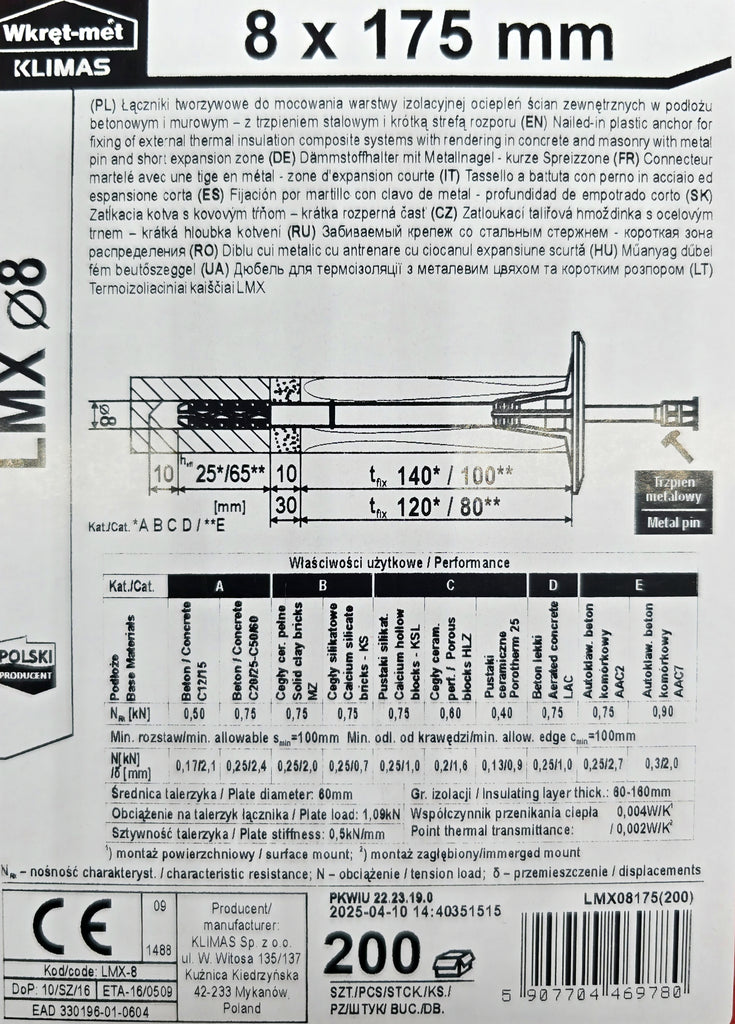 Wkręt-mét
KLIMAS
8 x 175 mm
(PL) Łączniki tworzywowe do mocowania warstwy izolacyjnej ociepleń ścian zewnętrznych w podłożu
betonowym i murowym – z trzpieniem stalowym i krótką strefą rozporu (EN) Nailed-in plastic anchor for
fixing of external thermal insulation composite systems with rendering in concrete and masonry with metal
pin and short expansion zone (DE) Dämmstoffhalter mit Metallnagel - kurze Spreizzone (FR) Connecteur
martelé avec une tige en métal - zone d'expansion courte (IT) Tassello a battuta con perno in acciaio ed
espansione corta (ES) Fijación por martillo con clavo de metal - profundidad de empotrado corto (SK)
Zatĺkacia kotva s kovovým tŕňom – krátka rozperná časť (CZ) Zatloukací talířová hmoždinka s ocelovým
trnem – krátká hloubka kotvení (RU) Забиваемый крепеж со стальным стержнем - короткая зона
распределения (RO) Diblu cui metalic cu antrenare cu ciocanul expansiune scurtă (HU) Műanyag dűbel
fém beutőszeggel (UA) Дюбель для термоізоляції з металевим цвяхом та коротким розпором (LT)
Termoizoliaciniai kaiščiai LMX
LMX Ø8
Ø8
hef
10 25*/65** 10 tfix 140* / 100**
[mm] 30 tfix 120* / 80**
Kat./Cat. *A B C D / **E
Trzpień
metalowy
Metal pin
POLSKI
PRODUCENT
Właściwości użytkowe / Performance
Kat./Cat. A B C D E
Podłoże
Base Materials
Beton / Concrete
C12/15
Beton / Concrete
C20/25-C50/60
Cegły cer. pełne
Solid clay bricks
MZ
Cegły silikatowe
Calcium silicate
bricks - KS
Pustaki silikat.
Calcium hollow
blocks - KSL
Cegły ceram.
perf. / Porous
blocks HLZ
Pustaki
ceramiczne
Porotherm 25
Beton lekki
Aerated concrete
LAC
Autoklaw. beton
komórkowy
AAC2
Autoklaw. beton
komórkowy
AAC7
NRk [kN] 0,50 0,75 0,75 0,75 0,75 0,60 0,40 0,75 0,75 0,90
Min. rozstaw/min. allowable smin=100mm Min. odl. od krawędzi/min. allow. edge cmin=100mm
N[kN]
/δ [mm] 0,17/2,1 0,25/2,4 0,25/2,0 0,25/0,7 0,25/1,0 0,2/1,6 0,13/0,9 0,25/1,0 0,25/2,7 0,3/2,0
Średnica talerzyka / Plate diameter: 60mm
Gr. izolacji / Insulating layer thick.: 60-160mm
Obciążenie na talerzyk łącznika / Plate load: 1,09kN
Współczynnik przenikania ciepła 0,004W/K¹
Sztywność talerzyka / Plate stiffness: 0,5kN/mm
Point thermal transmittance: / 0,002W/K²
¹) montaż powierzchniowy / surface mount; ²) montaż zagłębiony/immerged mount
NRk – nośność charakteryst. / characteristic resistance; N - obciążenie / tension load; δ - przemieszczenie / displacements
CE
09
1488
Kod/code: LMX-8
DoP: 10/SZ/16 ETA-16/0509
EAD 330196-01-0604
Producent/
manufacturer:
KLIMAS Sp. z o.o.
ul. W. Witosa 135/137
Kuźnica Kiedrzyńska
42-233 Mykanów,
Poland
PKWIU 22.23.19.0
2025-04-10 14:40351515
200
SZT./PCS/STCK./KS./
PZ/ШТУК/ BUC./DB.
LMX08175(200)
5 907704 469780